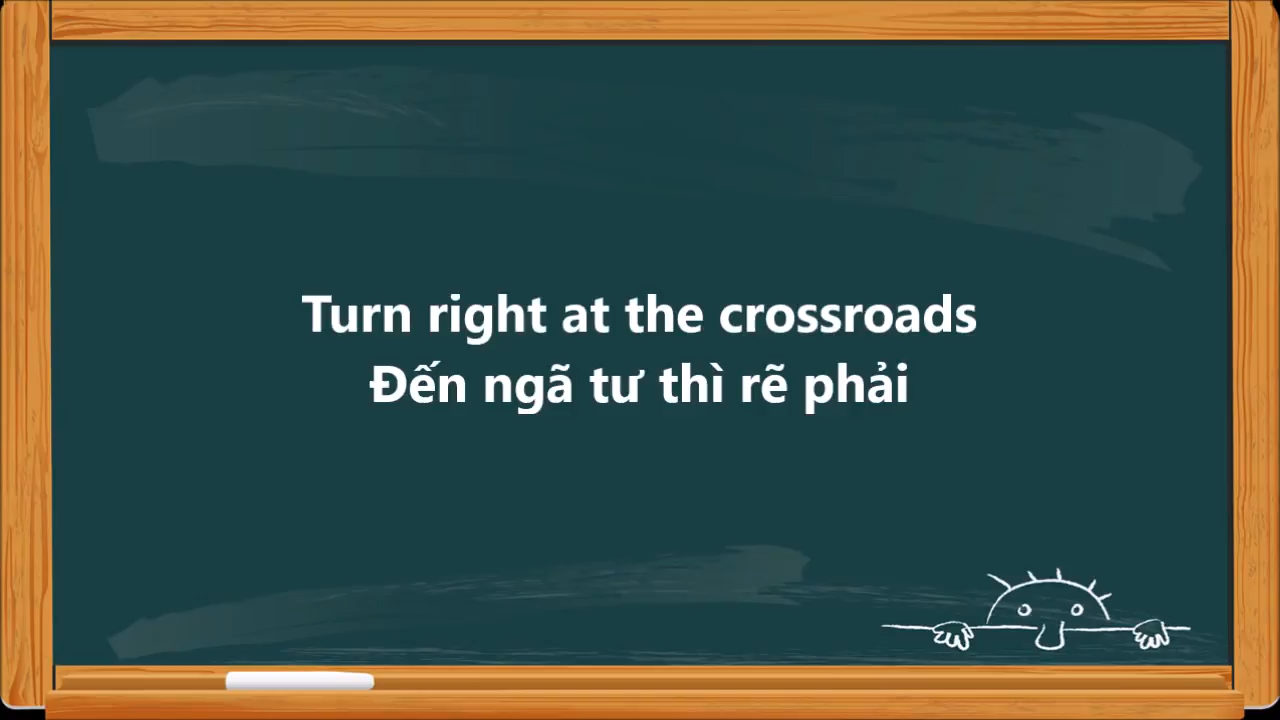 Turn right at the crossroads
Đến ngã tư thì rẽ phải